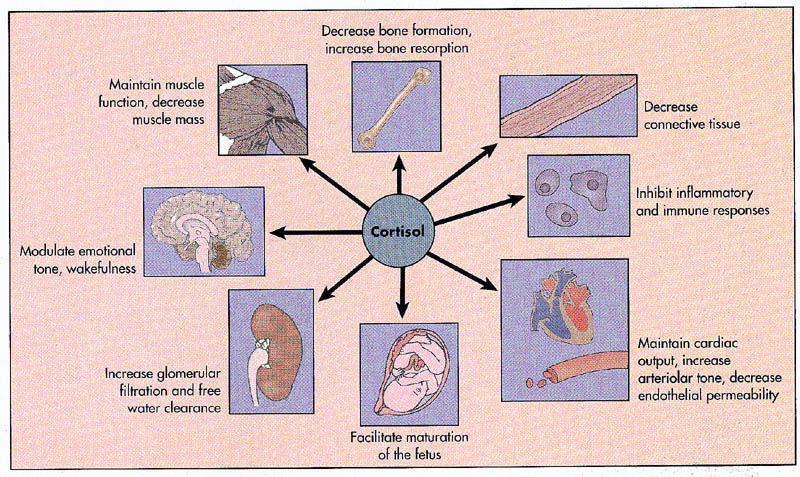 Decrease bone formation,
increase bone resorption
Maintain muscle
function, decrease
muscle mass
Decrease
connective tissue
Inhibit inflammatory
and immune responses
Cortisol
Modulate emotional
tone, wakefulness
Maintain cardiac
output, increase
arteriolar tone, decrease
endothelial permeability
Increase glomerular
filtration and free
water clearance
Facilitate maturation
of the fetus